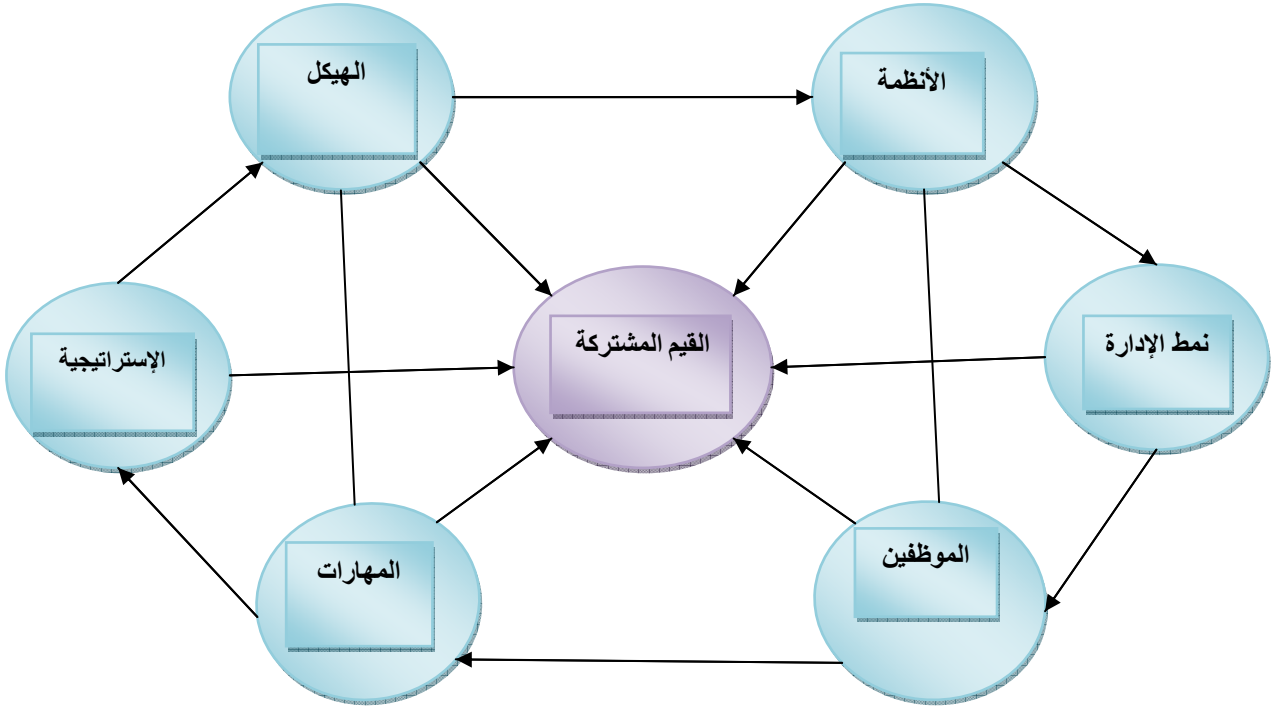 الهيكل
الأنظمة
نمط الإدارة
القيم المشتركة
الإستراتيجية
الموظفين
المهارات